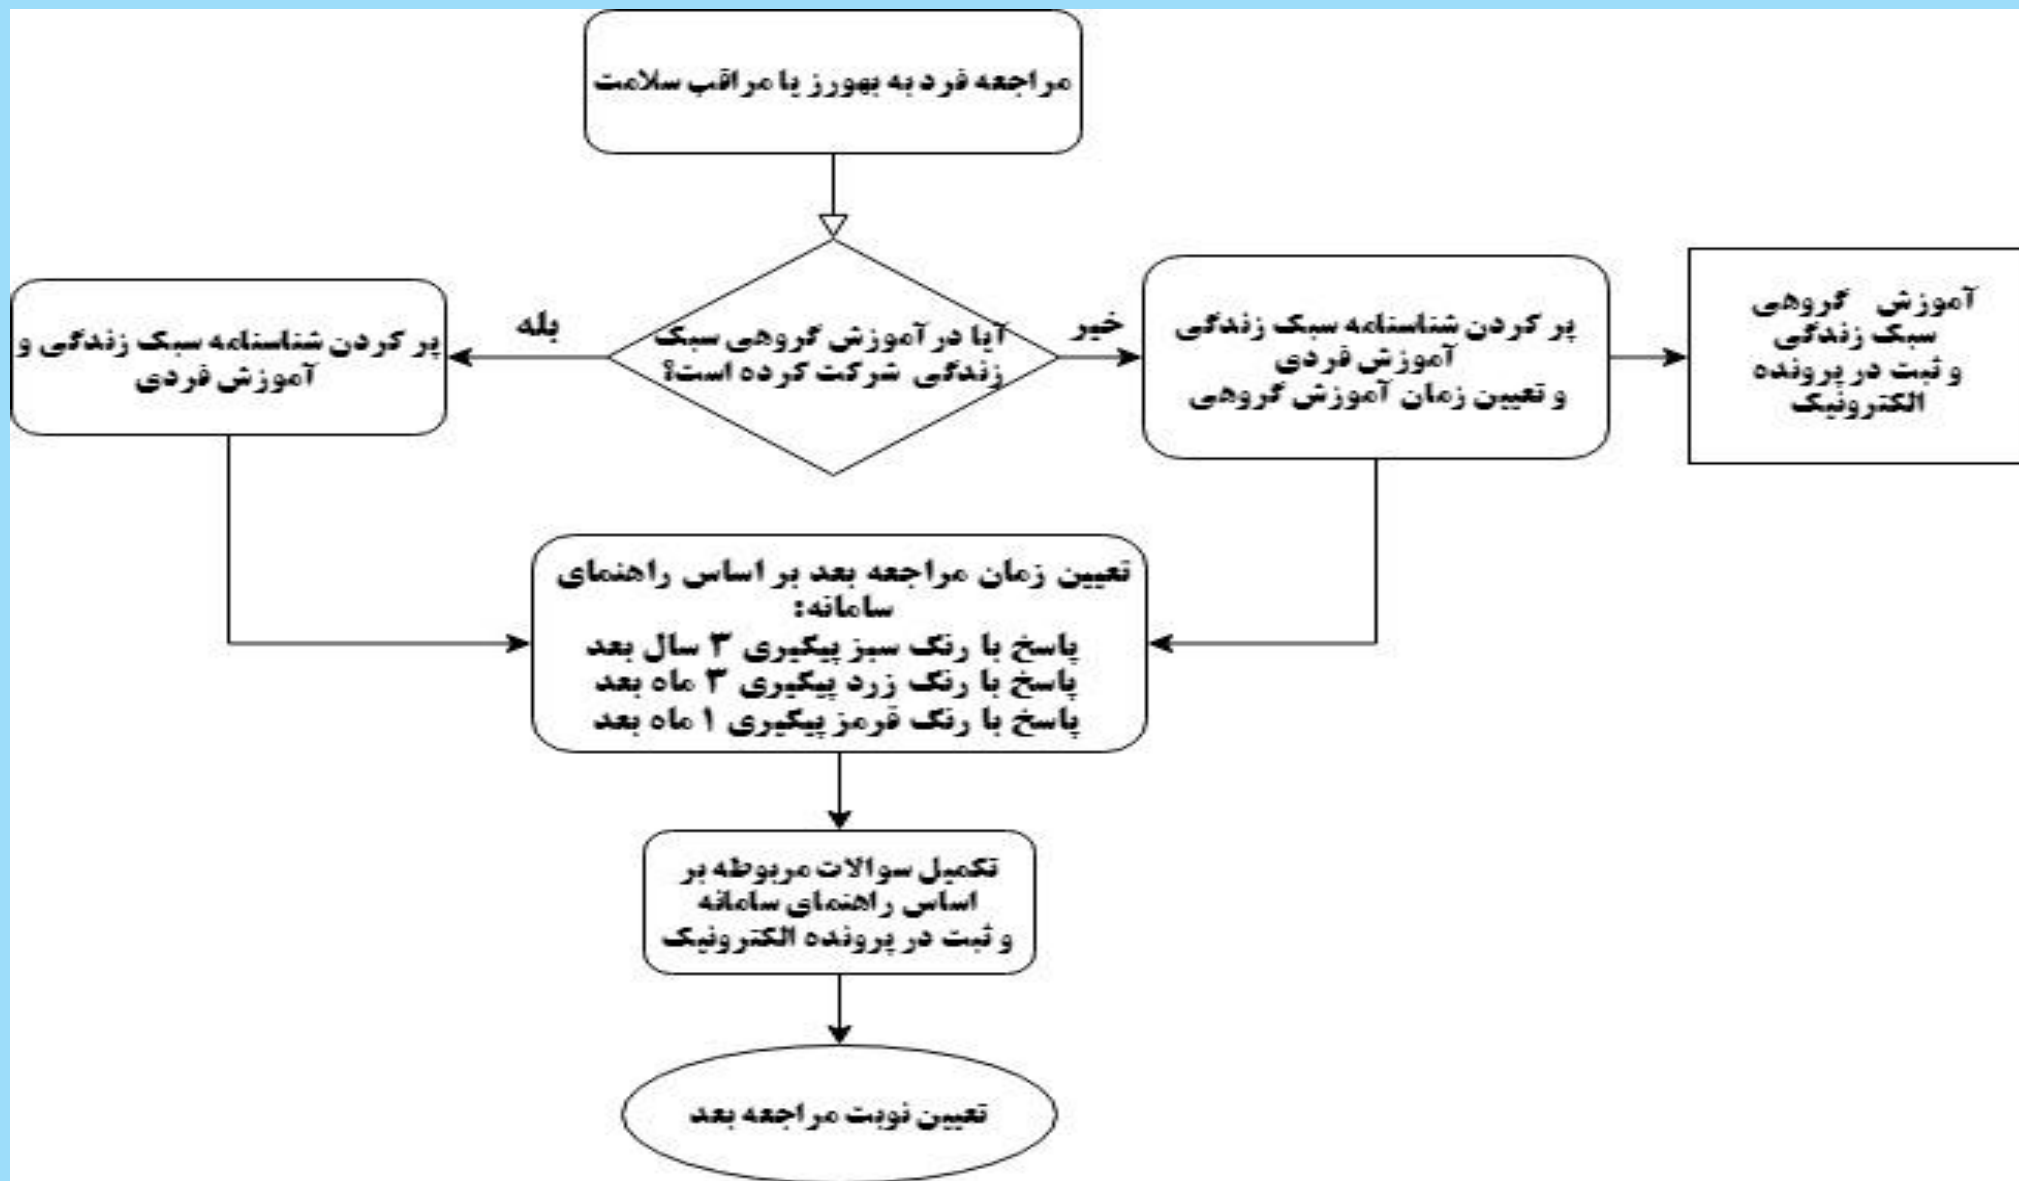 مراجعه فرد به بهورز یا مراقب سلامت
آیا در آموزش گروهی سبک
زندگی شرکت کرده است؟
خیر
بله
پر کردن شناسنامه سبک زندگی
آموزش فردی
و تعیین زمان آموزش گروهی
آموزش گروهی
سبک زندگی
و ثبت در پرونده
الکترونیک
پر کردن شناسنامه سبک زندگی و
آموزش فردی
تعیین زمان مراجعه بعد بر اساس راهنمای
سامانه:
پاسخ با رنگ سبز پیگیری ۳ سال بعد
پاسخ با رنگ زرد پیگیری ۳ ماه بعد
پاسخ با رنگ قرمز پیگیری ۱ ماه بعد
تکمیل سوالات مربوطه بر
اساس راهنمای سامانه
و ثبت در پرونده الکترونیک
تعیین نوبت مراجعه بعد